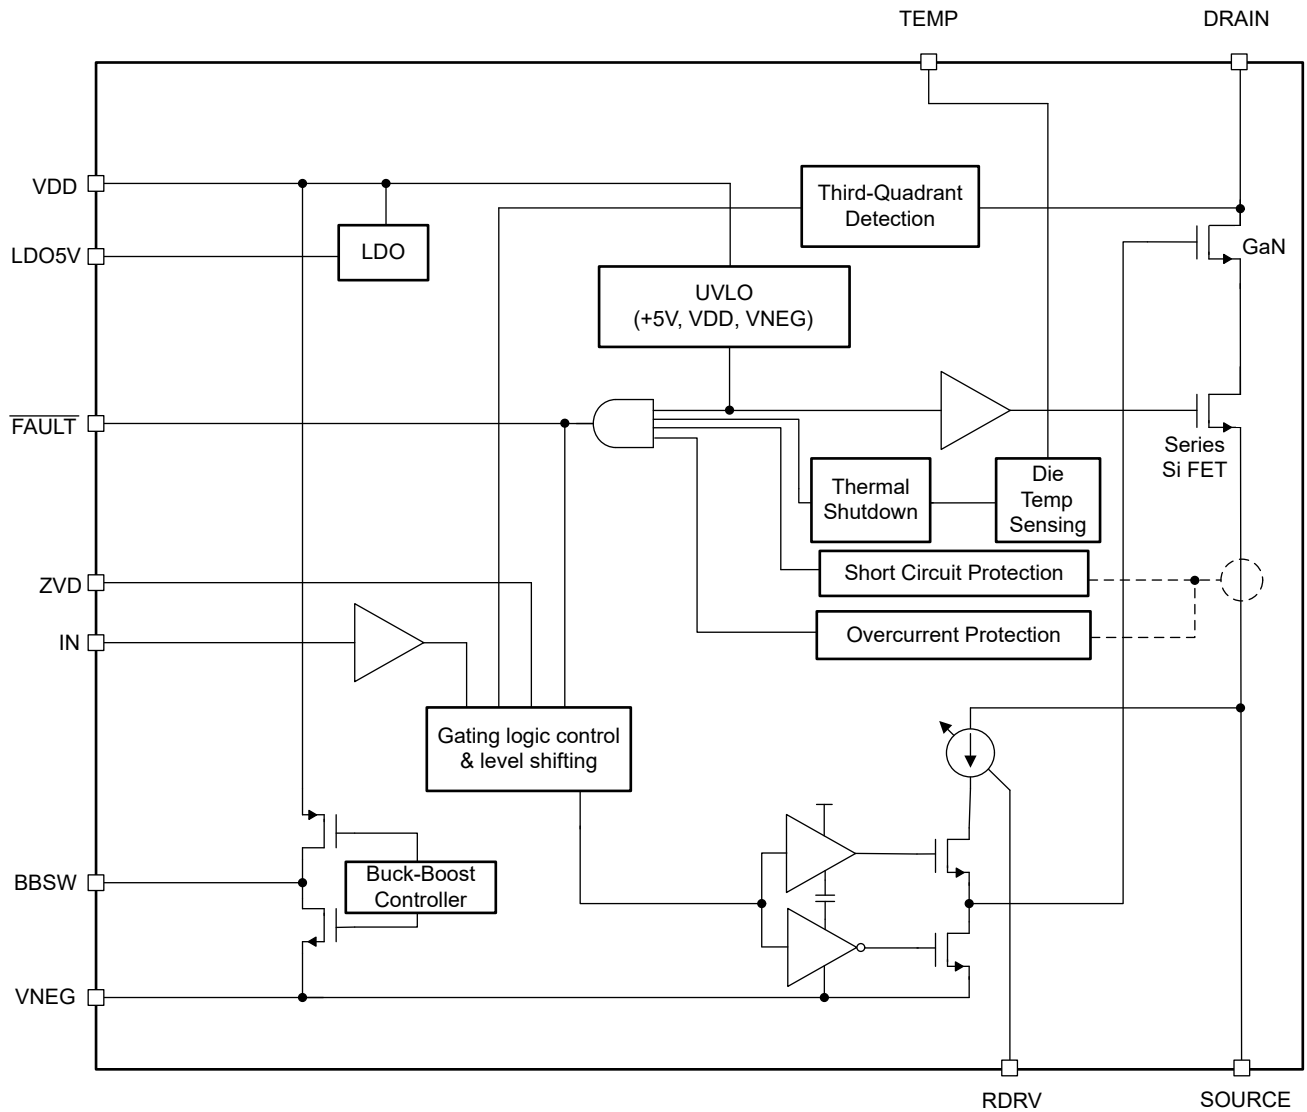 TEMP
DRAIN
VDD
Third-Quadrant
Detection
LDO5V
LDO
GaN
UVLO
(+5V, VDD, VNEG)
FAULT
Series
Si FET
Thermal
Shutdown
Die
Temp
Sensing
Short Circuit Protection
ZVD
IN
Overcurrent Protection
Gating logic control
& level shifting
BBSW
Buck-Boost
Controller
VNEG
RDRV
SOURCE